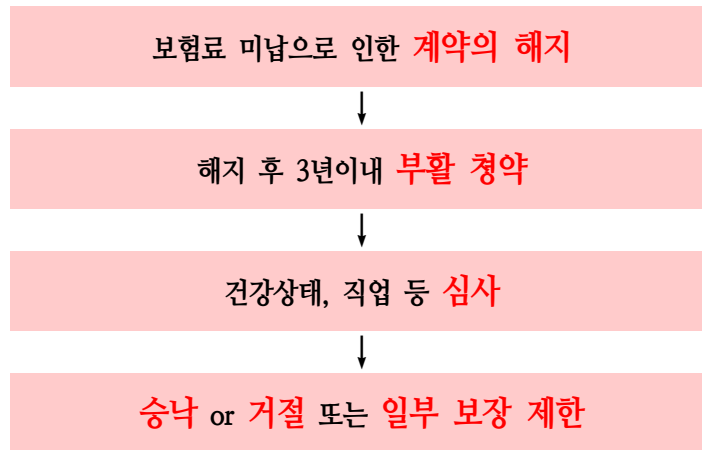 보험료 미납으로 인한 계약의 해지
해지 후 3년이내 부활 청약
건강상태, 직업 등 심사
승낙 or 거절 또는 일부 보장 제한